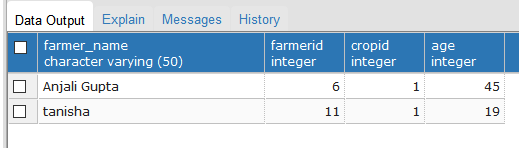 Data Output Explain Messages History
farmer_name farmerid cropid age
character varying (50) integer integer integer
Anjali Gupta 6 1 45
tanisha 11 1 19